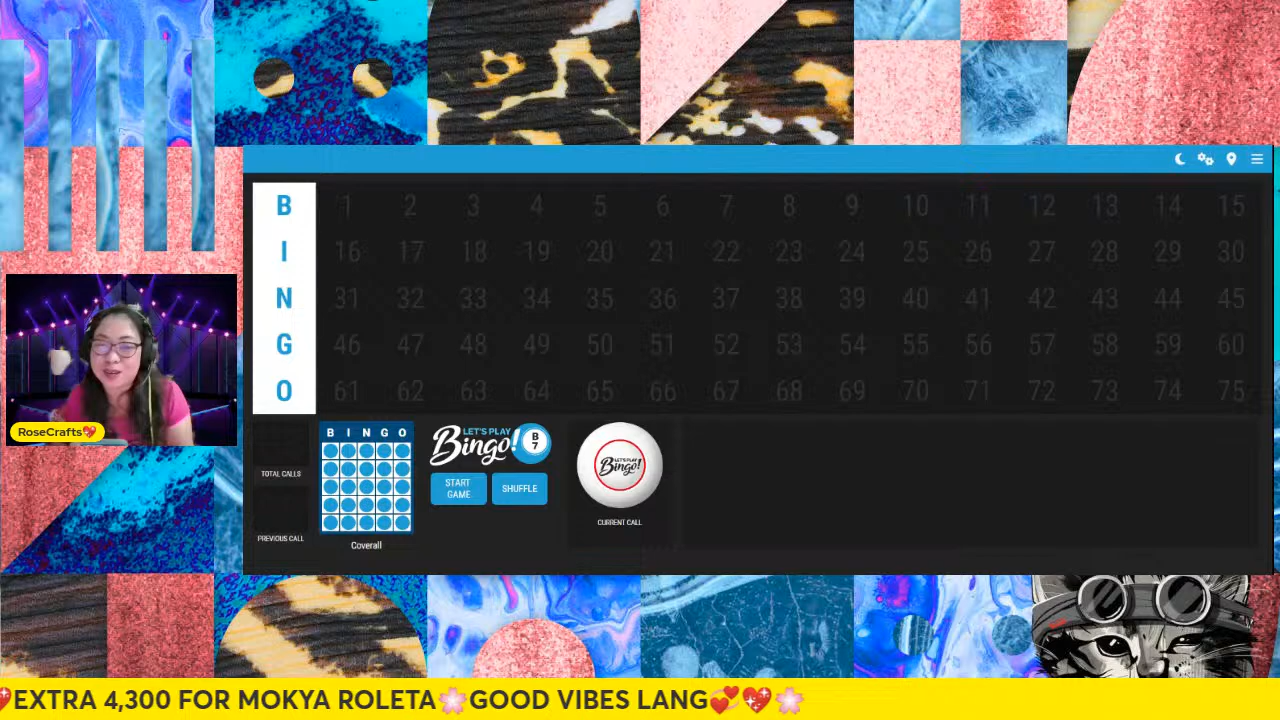 B 1 2 3 4 5 6 7 8 9 10 11 12 13 14 15
I 16 17 18 19 20 21 22 23 24 25 26 27 28 29 30
N 31 32 33 34 35 36 37 38 39 40 41 42 43 44 45
G 46 47 48 49 50 51 52 53 54 55 56 57 58 59 60
O 61 62 63 64 65 66 67 68 69 70 71 72 73 74 75
RoseCrafts💖
TOTAL CALLS
PREVIOUS CALL
B I N G O
Coverall
LET'S PLAY
Bingo!
B
7
START
GAME
SHUFFLE
LET'S PLAY
Bingo!
CURRENT CALL
💖EXTRA 4,300 FOR MOKYA ROLETA🌸GOOD VIBES LANG💞💖🌸